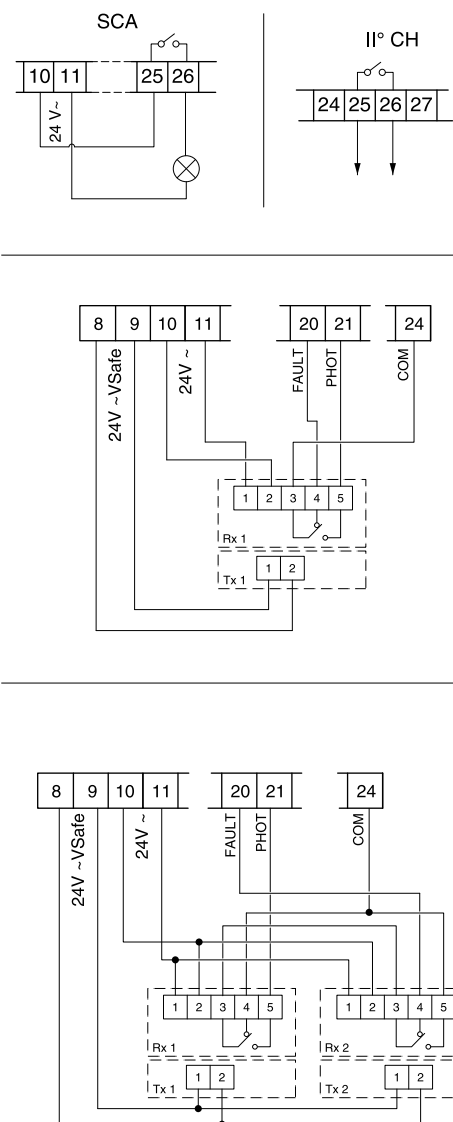 SCA
10 11 25 26
24 V~
II° CH
24 25 26 27
8 9 10 11 20 21 24
24V ~VSafe
24V ~
FAULT
PHOT
COM
1 2 3 4 5
Rx 1
1 2
Tx 1
8 9 10 11 20 21 24
24V ~VSafe
24V ~
FAULT
PHOT
COM
1 2 3 4 5 1 2 3 4 5
Rx 1 Rx 2
1 2 1 2
Tx 1 Tx 2